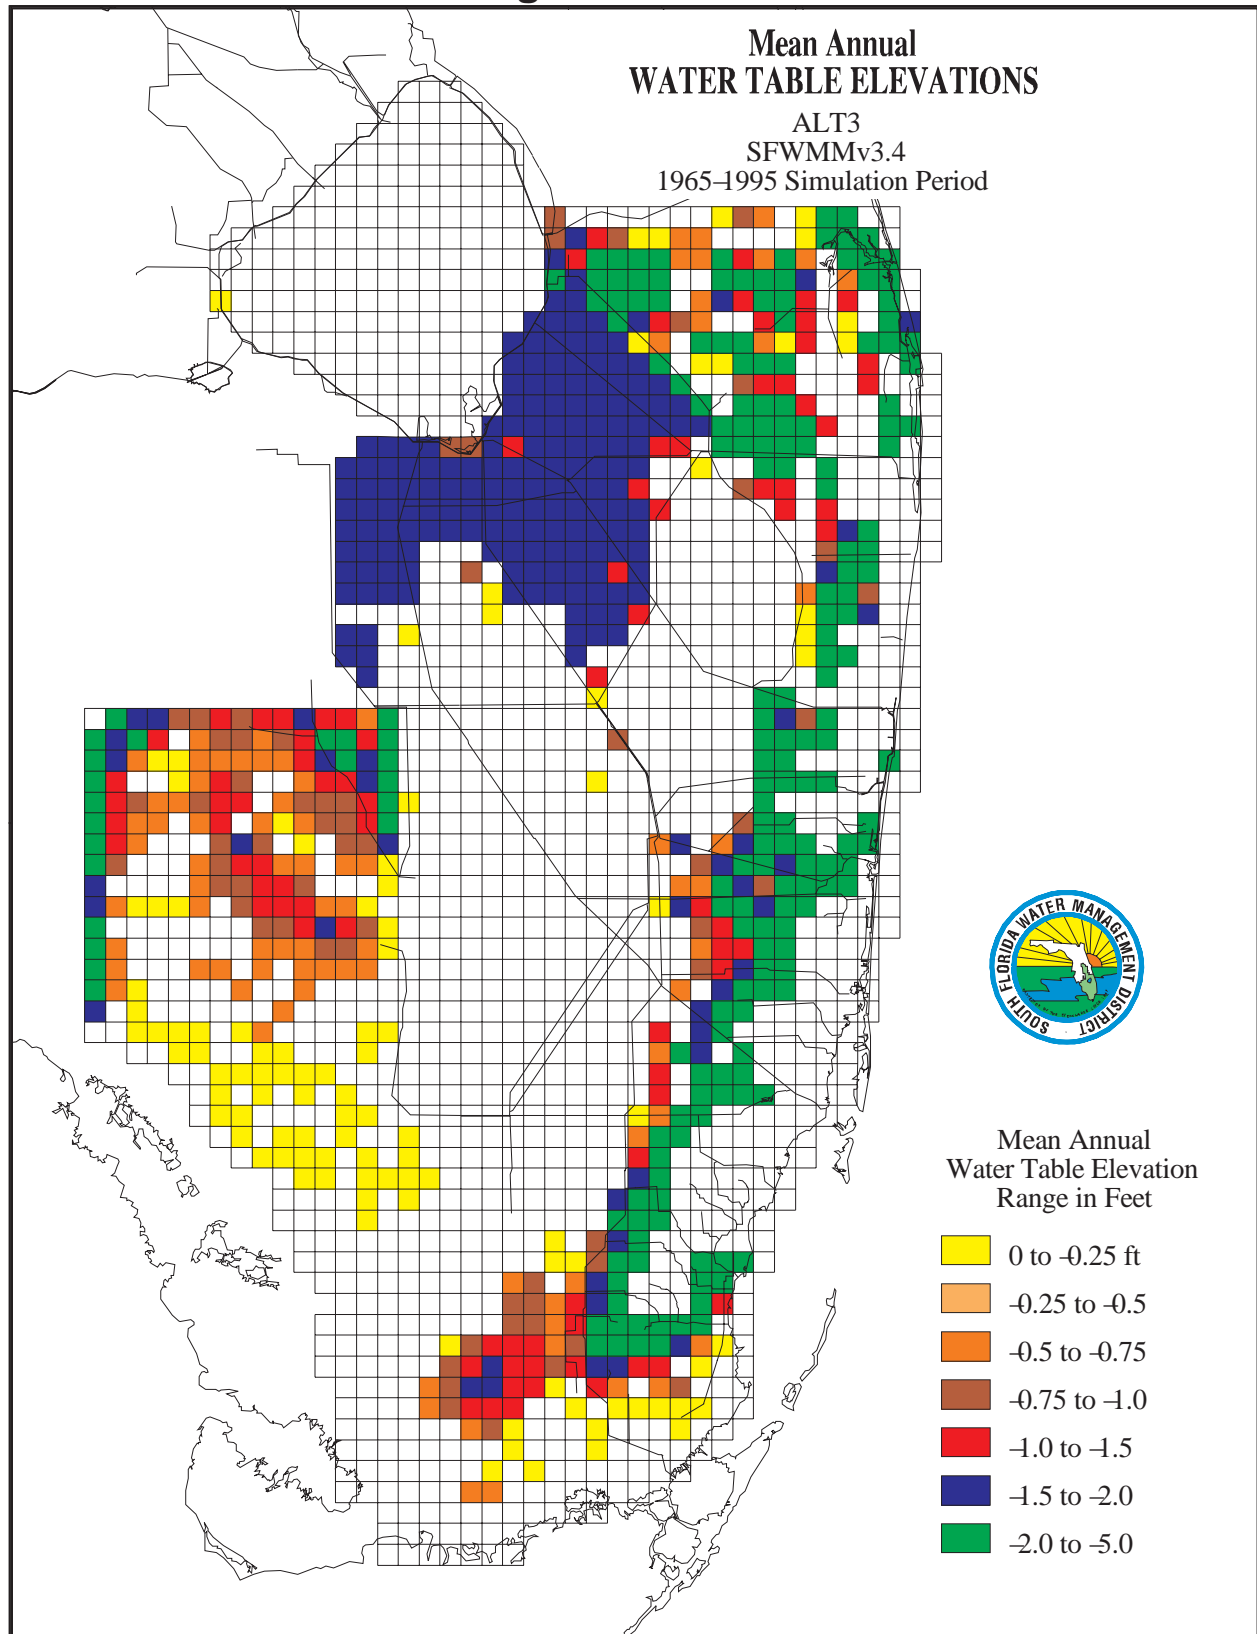 g
Mean Annual
WATER TABLE ELEVATIONS
ALT3
SFWMMv3.4
1965–1995 Simulation Period
SOUTH FLORIDA WATER MANAGEMENT DISTRICT
Mean Annual
Water Table Elevation
Range in Feet
0 to -0.25 ft
-0.25 to -0.5
-0.5 to -0.75
-0.75 to -1.0
-1.0 to -1.5
-1.5 to -2.0
-2.0 to -5.0